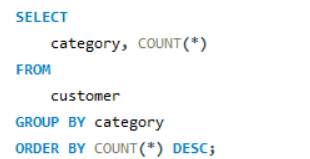 SELECT
    category, COUNT(*)
FROM
    customer
GROUP BY category
ORDER BY COUNT(*) DESC;